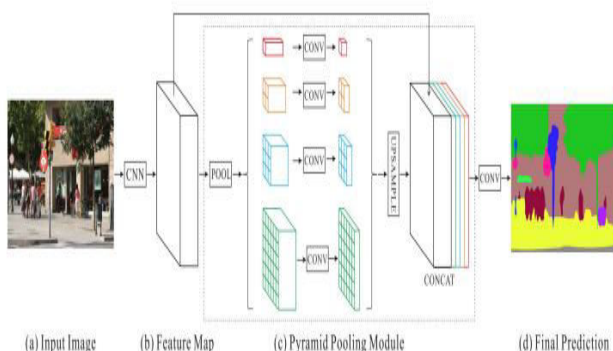 CONV
CONV
CNN
POOL
CONV
UPSAMPLE
CONV
CONV
CONCAT
(a) Input Image
(b) Feature Map
(c) Pyramid Pooling Module
(d) Final Prediction